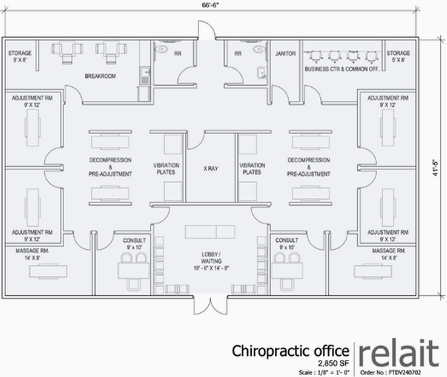 66'-6"
STORAGE
5' X 8'
BREAKROOM
RR
RR
JANITOR
BUSINESS CTR & COMMON OFF.
STORAGE
5' X 8'
ADJUSTMENT RM
9' X 12'
ADJUSTMENT RM
9' X 12'
DECOMPRESSION
&
PRE-ADJUSTMENT
VIBRATION
PLATES
X RAY
VIBRATION
PLATES
DECOMPRESSION
&
PRE-ADJUSTMENT
41'-5"
ADJUSTMENT RM
9' X 12'
ADJUSTMENT RM
9' X 12'
MASSAGE RM.
14' X 8'
CONSULT
9' x 10'
LOBBY /
WAITING
18' - 0" X 14' - 8"
CONSULT
9' x 10'
MASSAGE RM.
14' X 8'
Chiropractic office
2,850 SF
Scale : 1/8" = 1'- 0"
relait
Order No : FTDV240702